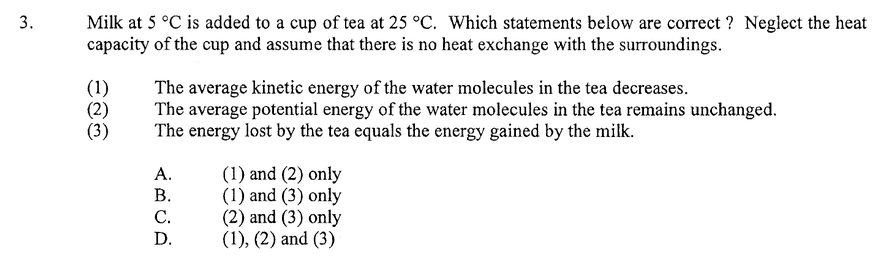 3. Milk at 5 °C is added to a cup of tea at 25 °C. Which statements below are correct ? Neglect the heat
capacity of the cup and assume that there is no heat exchange with the surroundings.
(1) The average kinetic energy of the water molecules in the tea decreases.
(2) The average potential energy of the water molecules in the tea remains unchanged.
(3) The energy lost by the tea equals the energy gained by the milk.
A. (1) and (2) only
B. (1) and (3) only
C. (2) and (3) only
D. (1), (2) and (3)